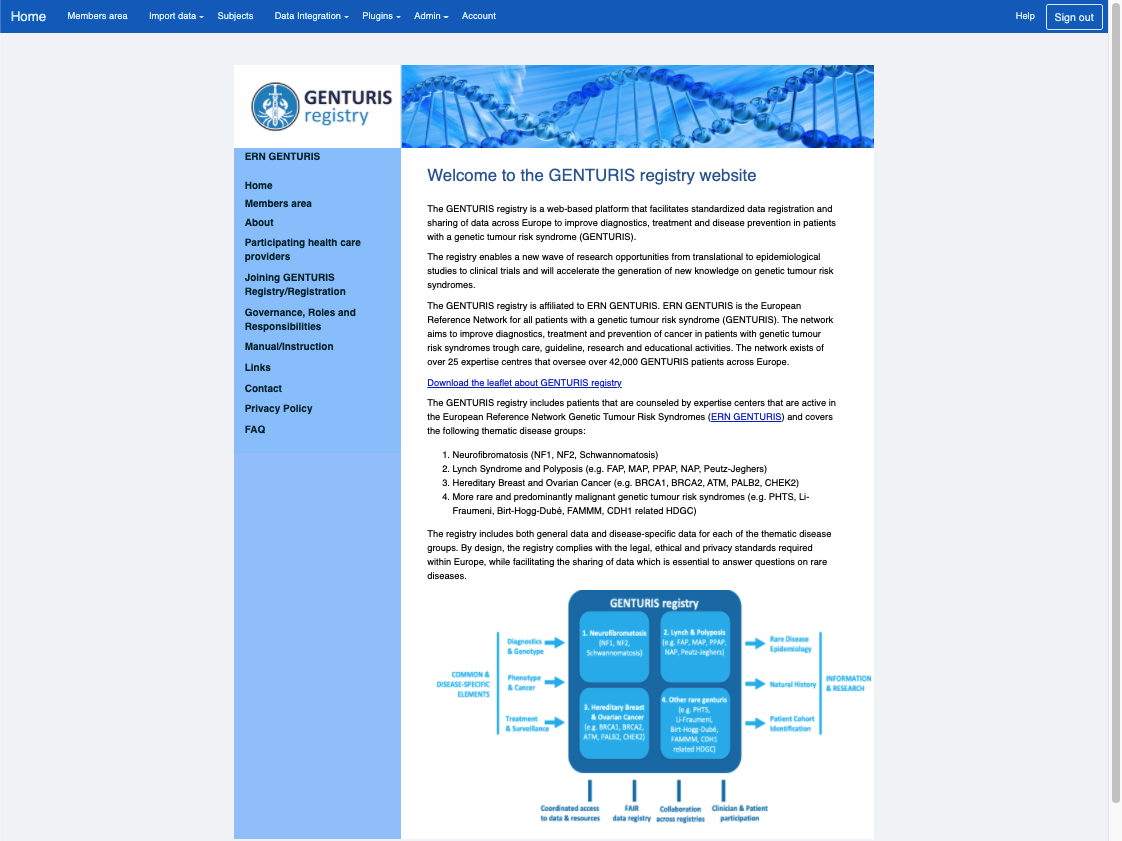 Home Members area Import data Subjects Data Integration Plugins Admin Account Help Sign out
GENTURIS
registry
ERN GENTURIS
Home
Members area
About
Participating health care
providers
Joining GENTURIS
Registry/Registration
Governance, Roles and
Responsibilities
Manual/Instruction
Links
Contact
Privacy Policy
FAQ
Welcome to the GENTURIS registry website
The GENTURIS registry is a web-based platform that facilitates standardized data registration and
sharing of data across Europe to improve diagnostics, treatment and disease prevention in patients
with a genetic tumour risk syndrome (GENTURIS).
The registry enables a new wave of research opportunities from translational to epidemiological
studies to clinical trials and will accelerate the generation of new knowledge on genetic tumour risk
syndromes.
The GENTURIS registry is affiliated to ERN GENTURIS. ERN GENTURIS is the European
Reference Network for all patients with a genetic tumour risk syndrome (GENTURIS). The network
aims to improve diagnostics, treatment and prevention of cancer in patients with genetic tumour
risk syndromes trough care, guideline, research and educational activities. The network exists of
over 25 expertise centres that oversee over 42,000 GENTURIS patients across Europe.
Download the leaflet about GENTURIS registry
The GENTURIS registry includes patients that are counseled by expertise centers that are active in
the European Reference Network Genetic Tumour Risk Syndromes (ERN GENTURIS) and covers
the following thematic disease groups:
1. Neurofibromatosis (NF1, NF2, Schwannomatosis)
2. Lynch Syndrome and Polyposis (e.g. FAP, MAP, PPAP, NAP, Peutz-Jeghers)
3. Hereditary Breast and Ovarian Cancer (e.g. BRCA1, BRCA2, ATM, PALB2, CHEK2)
4. More rare and predominantly malignant genetic tumour risk syndromes (e.g. PHTS, Li-
Fraumeni, Birt-Hogg-Dubé, FAMMM, CDH1 related HDGC)
The registry includes both general data and disease-specific data for each of the thematic disease
groups. By design, the registry complies with the legal, ethical and privacy standards required
within Europe, while facilitating the sharing of data which is essential to answer questions on rare
diseases.
GENTURIS registry
COMMON &
DISEASE-SPECIFIC
ELEMENTS
Diagnostics
& Genotype
Phenotype
& Cancer
Treatment
& Surveillance
1. Neurofibromatosis
(NF1, NF2,
Schwannomatosis)
2. Lynch & Polyposis
(e.g. FAP, MAP, PPAP,
NAP, Peutz-Jeghers)
3. Hereditary Breast
& Ovarian Cancer
(e.g. BRCA1, BRCA2,
ATM, PALB2, CHEK2)
4. Other rare genturis
(e.g. PHTS,
Li-Fraumeni,
Birt-Hogg-Dubé,
FAMMM, CDH1
related HDGC)
Rare Disease
Epidemiology
Natural History
Patient Cohort
Identification
INFORMATION
& RESEARCH
Coordinated access
to data & resources
FAIR
data registry
Collaboration
across registries
Clinician & Patient
participation